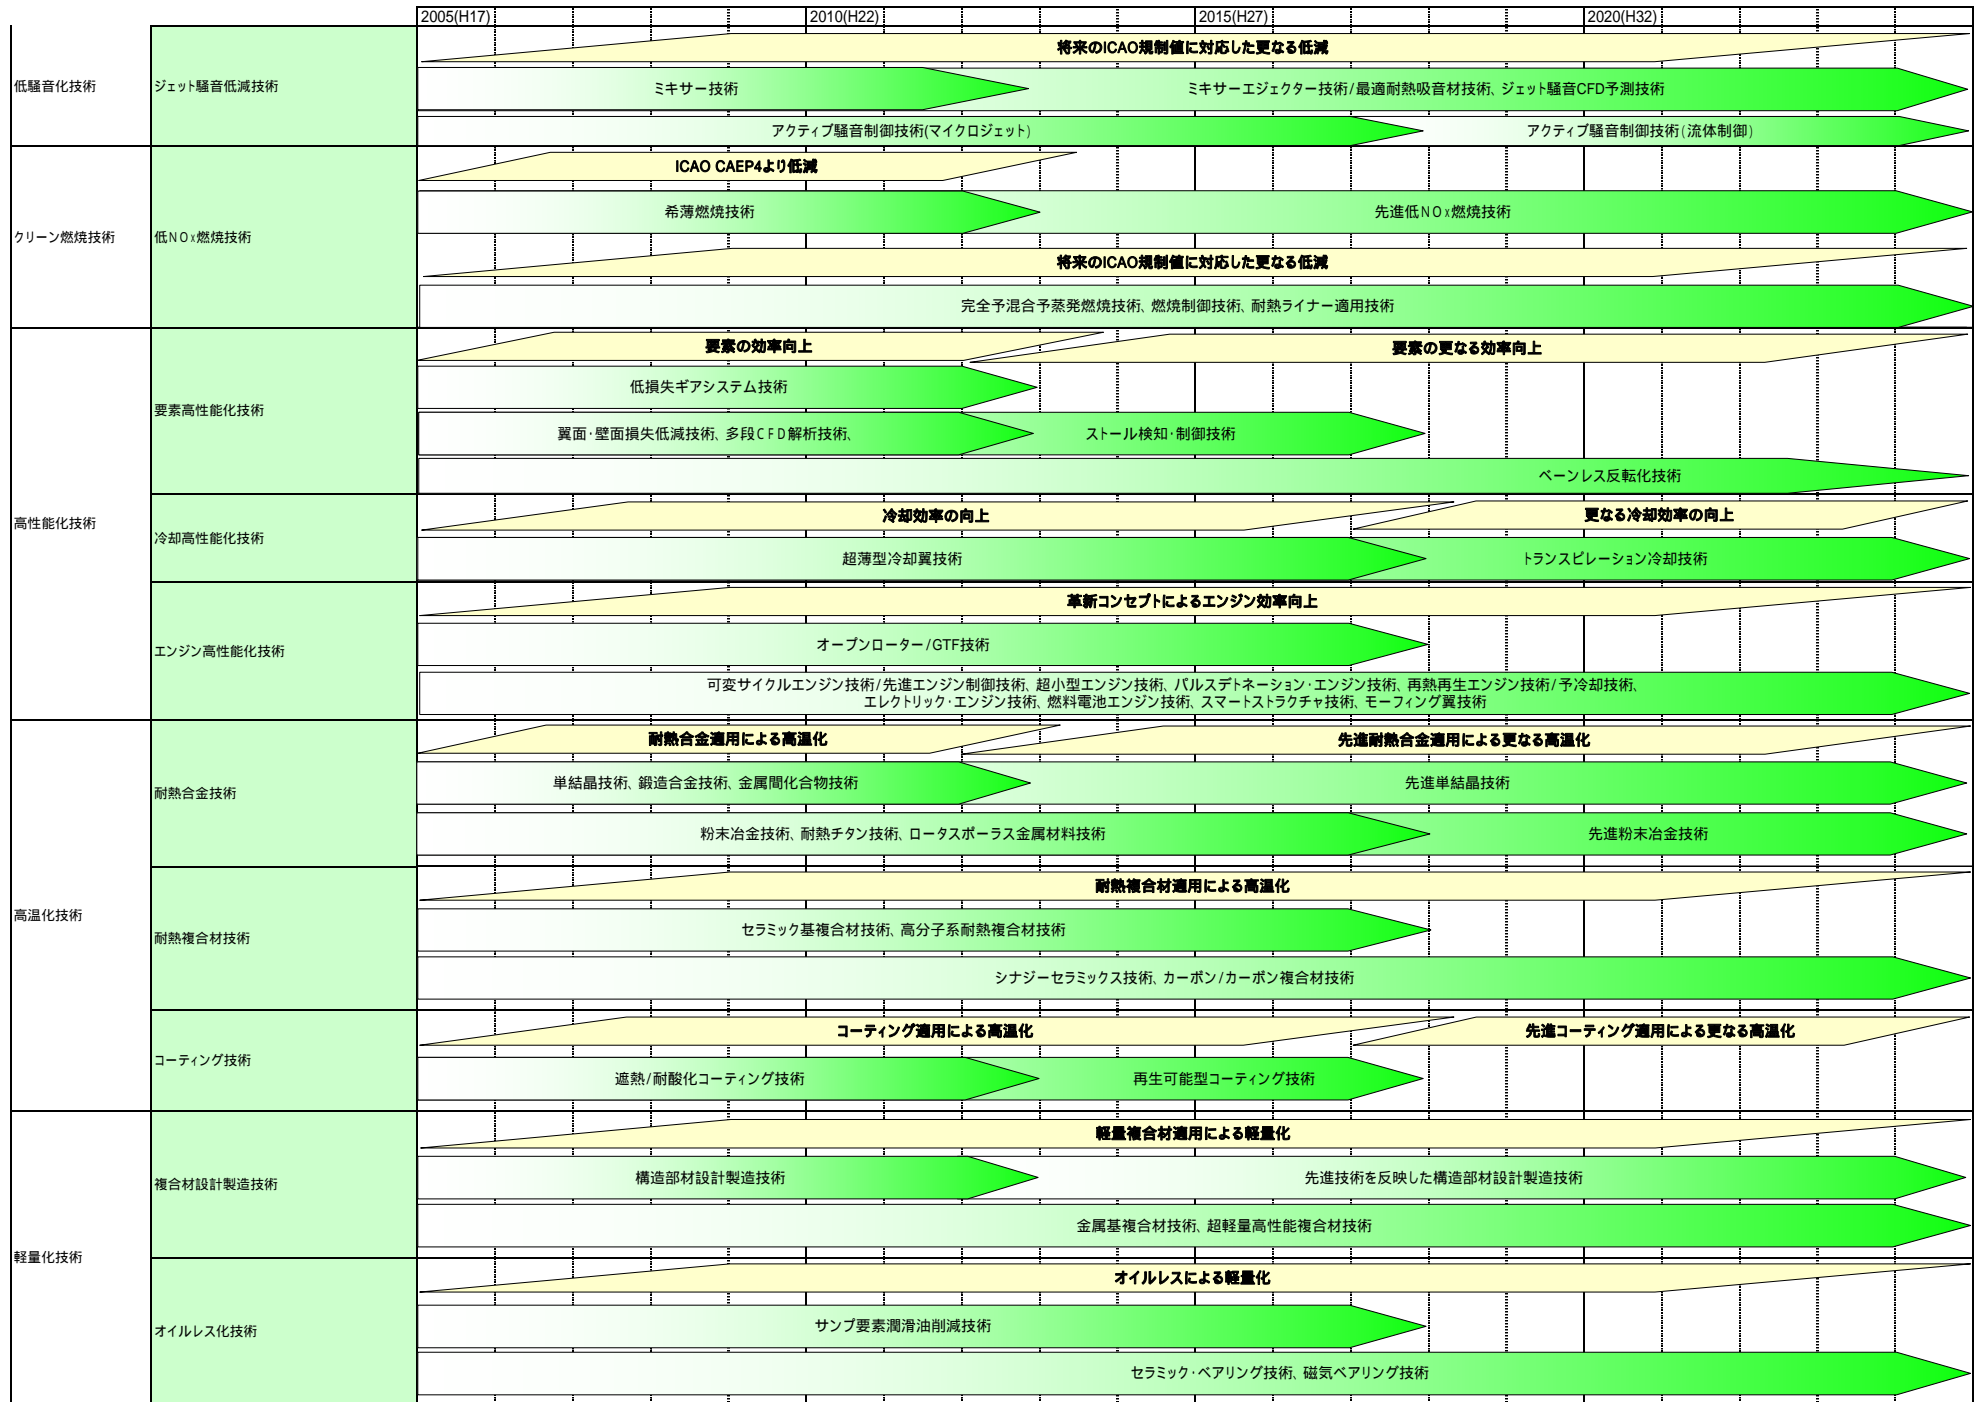 2005(H17) 2010(H22) 2015(H27) 2020(H32)
低騒音化技術
ジェット騒音低減技術
将来のICAO規制値に対応した更なる低減
ミキサー技術
ミキサーエジェクター技術/最適耐熱吸音材技術、ジェット騒音CFD予測技術
アクティブ騒音制御技術(マイクロジェット)
アクティブ騒音制御技術(流体制御)
クリーン燃焼技術
低NOx燃焼技術
ICAO CAEP4より低減
希薄燃焼技術
先進低NOx燃焼技術
将来のICAO規制値に対応した更なる低減
完全予混合予蒸発燃焼技術、燃焼制御技術、耐熱ライナー適用技術
高性能化技術
要素高性能化技術
要素の効率向上
要素の更なる効率向上
低損失ギアシステム技術
翼面・壁面損失低減技術、多段CFD解析技術、
ストール検知・制御技術
ベーンレス反転化技術
冷却高性能化技術
冷却効率の向上
更なる冷却効率の向上
超薄型冷却翼技術
トランスピレーション冷却技術
エンジン高性能化技術
革新コンセプトによるエンジン効率向上
オープンローター/GTF技術
可変サイクルエンジン技術/先進エンジン制御技術、超小型エンジン技術、パルスデトネーション・エンジン技術、再熱再生エンジン技術/予冷却技術、
エレクトリック・エンジン技術、燃料電池エンジン技術、スマートストラクチャ技術、モーフィング翼技術
高温化技術
耐熱合金技術
耐熱合金適用による高温化
先進耐熱合金適用による更なる高温化
単結晶技術、鍛造合金技術、金属間化合物技術
先進単結晶技術
粉末冶金技術、耐熱チタン技術、ロータスポーラス金属材料技術
先進粉末冶金技術
耐熱複合材技術
耐熱複合材適用による高温化
セラミック基複合材技術、高分子系耐熱複合材技術
シナジーセラミックス技術、カーボン/カーボン複合材技術
コーティング技術
コーティング適用による高温化
先進コーティング適用による更なる高温化
遮熱/耐酸化コーティング技術
再生可能型コーティング技術
軽量化技術
複合材設計製造技術
軽量複合材適用による軽量化
構造部材設計製造技術
先進技術を反映した構造部材設計製造技術
金属基複合材技術、超軽量高性能複合材技術
オイルレス化技術
オイルレスによる軽量化
サンプ要素潤滑油削減技術
セラミック・ベアリング技術、磁気ベアリング技術